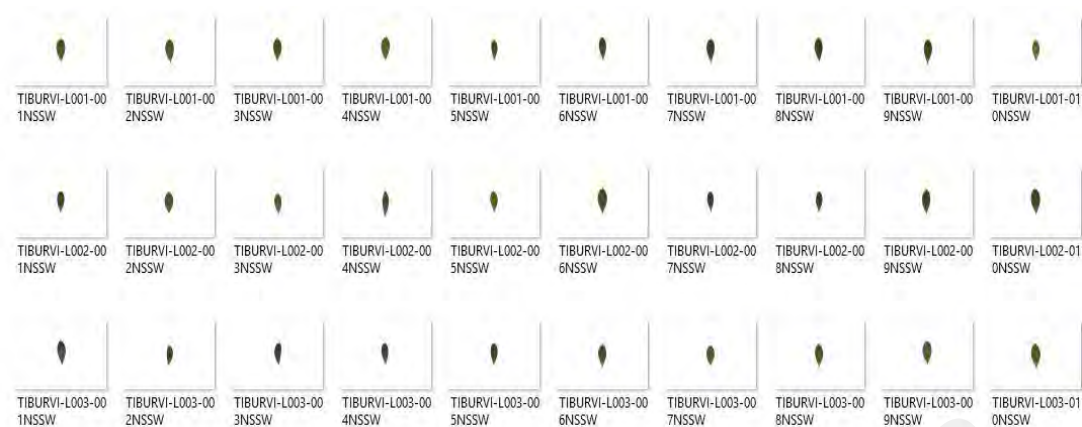 TIBURVI-L001-00 TIBURVI-L001-00 TIBURVI-L001-00 TIBURVI-L001-00 TIBURVI-L001-00 TIBURVI-L001-00 TIBURVI-L001-00 TIBURVI-L001-00 TIBURVI-L001-00 TIBURVI-L001-01
1NSSW 2NSSW 3NSSW 4NSSW 5NSSW 6NSSW 7NSSW 8NSSW 9NSSW 0NSSW
TIBURVI-L002-00 TIBURVI-L002-00 TIBURVI-L002-00 TIBURVI-L002-00 TIBURVI-L002-00 TIBURVI-L002-00 TIBURVI-L002-00 TIBURVI-L002-00 TIBURVI-L002-00 TIBURVI-L002-01
1NSSW 2NSSW 3NSSW 4NSSW 5NSSW 6NSSW 7NSSW 8NSSW 9NSSW 0NSSW
TIBURVI-L003-00 TIBURVI-L003-00 TIBURVI-L003-00 TIBURVI-L003-00 TIBURVI-L003-00 TIBURVI-L003-00 TIBURVI-L003-00 TIBURVI-L003-00 TIBURVI-L003-00 TIBURVI-L003-01
1NSSW 2NSSW 3NSSW 4NSSW 5NSSW 6NSSW 7NSSW 8NSSW 9NSSW 0NSSW